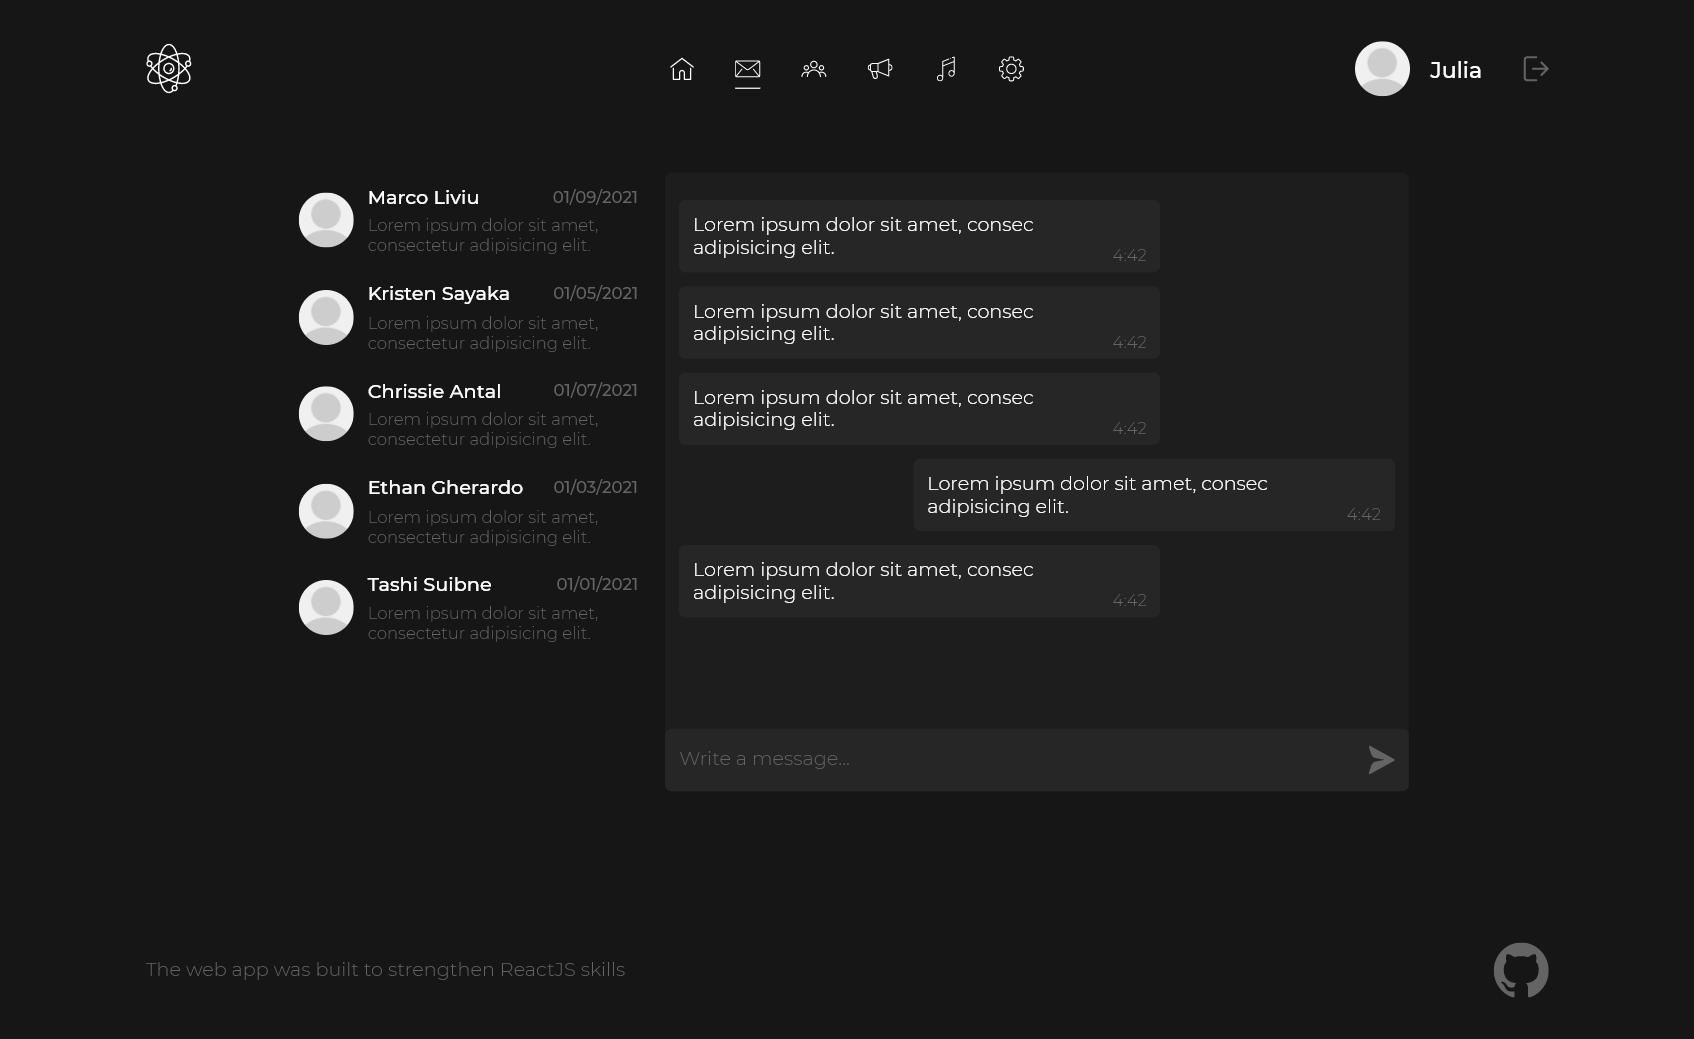 Julia
Marco Liviu
01/09/2021
Lorem ipsum dolor sit amet,
consectetur adipisicing elit.
Kristen Sayaka
01/05/2021
Lorem ipsum dolor sit amet,
consectetur adipisicing elit.
Chrissie Antal
01/07/2021
Lorem ipsum dolor sit amet,
consectetur adipisicing elit.
Ethan Gherardo
01/03/2021
Lorem ipsum dolor sit amet,
consectetur adipisicing elit.
Tashi Suibne
01/01/2021
Lorem ipsum dolor sit amet,
consectetur adipisicing elit.
Lorem ipsum dolor sit amet, consec
adipisicing elit.
4:42
Lorem ipsum dolor sit amet, consec
adipisicing elit.
4:42
Lorem ipsum dolor sit amet, consec
adipisicing elit.
4:42
Lorem ipsum dolor sit amet, consec
adipisicing elit.
4:42
Lorem ipsum dolor sit amet, consec
adipisicing elit.
4:42
Write a message...
The web app was built to strengthen ReactJS skills